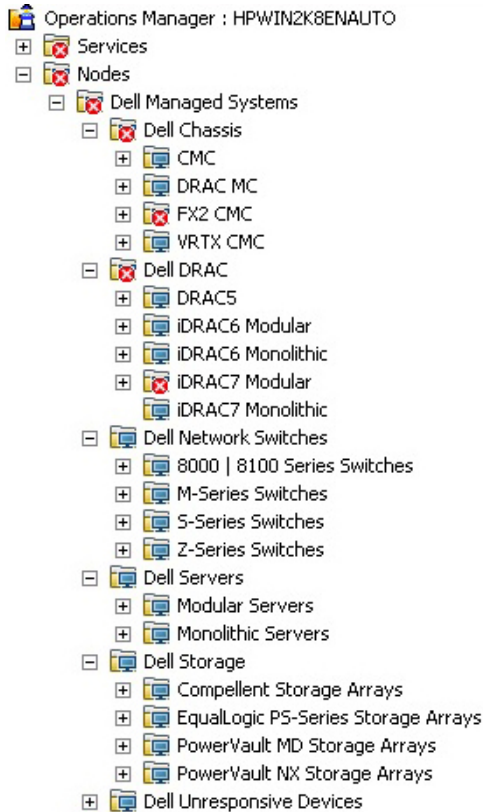 Operations Manager : HPWIN2K8ENAUTO
Services
Nodes
Dell Managed Systems
Dell Chassis
CMC
DRAC MC
FX2 CMC
VRTX CMC
Dell DRAC
DRAC5
iDRAC6 Modular
iDRAC6 Monolithic
iDRAC7 Modular
iDRAC7 Monolithic
Dell Network Switches
8000 | 8100 Series Switches
M-Series Switches
S-Series Switches
Z-Series Switches
Dell Servers
Modular Servers
Monolithic Servers
Dell Storage
Compellent Storage Arrays
EqualLogic PS-Series Storage Arrays
PowerVault MD Storage Arrays
PowerVault NX Storage Arrays
Dell Unresponsive Devices